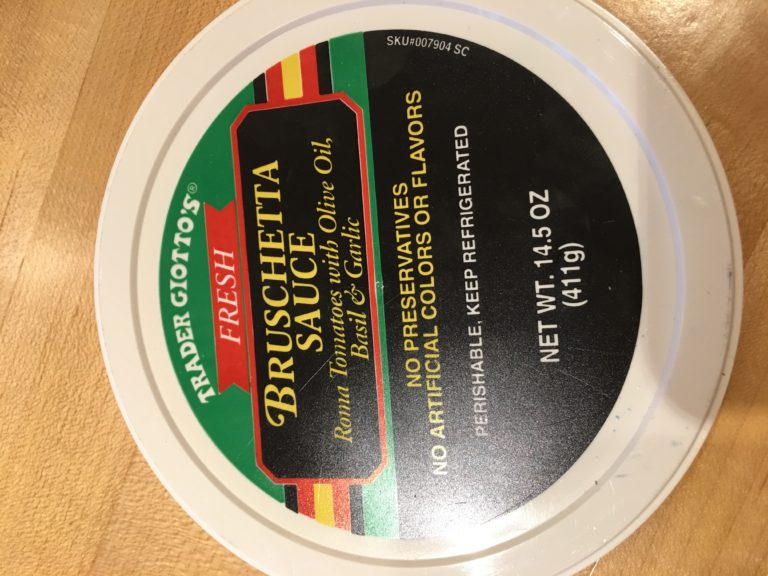 TRADER GIOTTO'S®
FRESH
BRUSCHETTA
SAUCE
Roma Tomatoes with Olive Oil,
Basil & Garlic
NO PRESERVATIVES
NO ARTIFICIAL COLORS OR FLAVORS
PERISHABLE, KEEP REFRIGERATED
NET WT. 14.5 OZ
(411g)
SKU#007904 SC